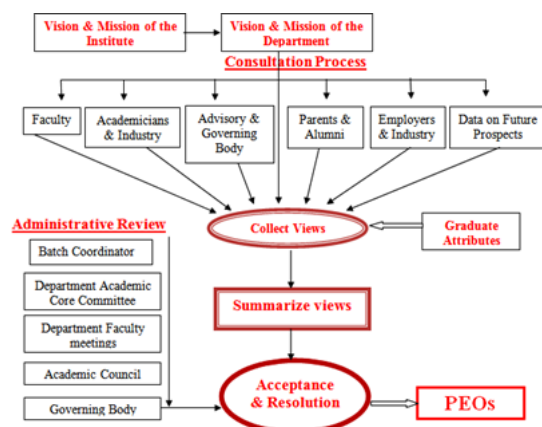 Vision & Mission of the
Institute
Vision & Mission of the
Department
Consultation Process
Faculty
Academicians
& Industry
Advisory &
Governing
Body
Parents &
Alumni
Employers
& Industry
Data on Future
Prospects
Administrative Review
Collect Views
Graduate
Attributes
Batch Coordinator
Department Academic
Core Committee
Summarize views
Department Faculty
meetings
Academic Council
Governing Body
Acceptance
& Resolution
PEOs